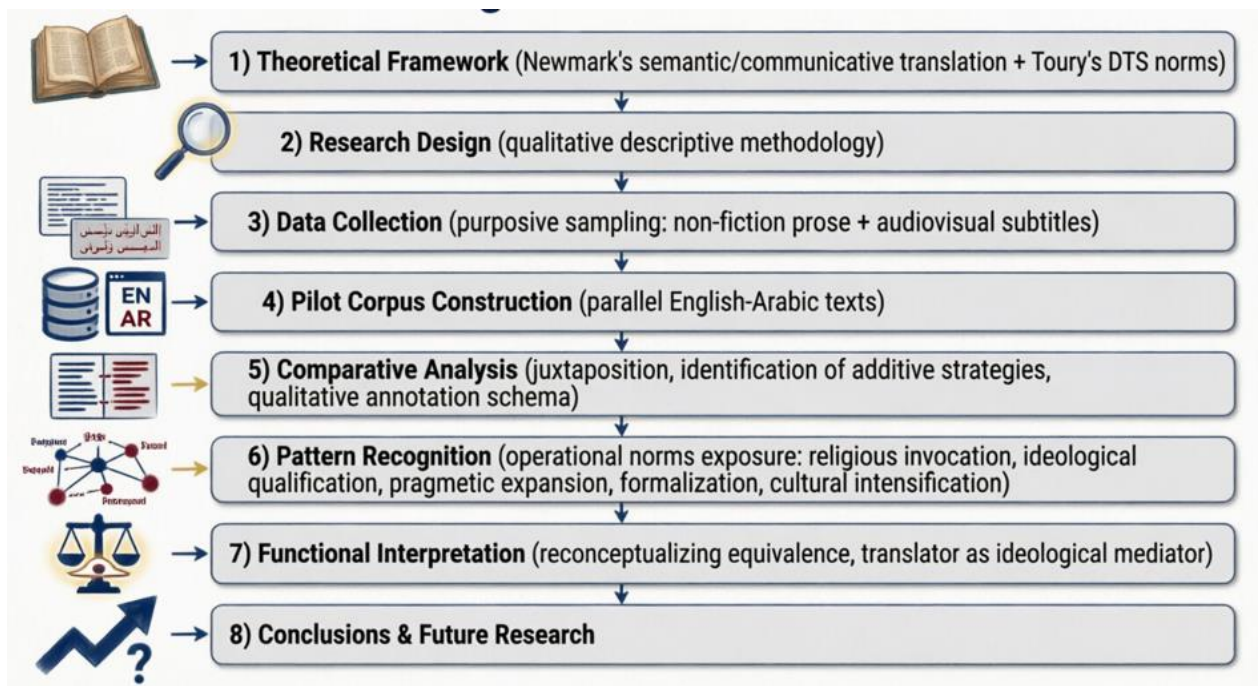 1) Theoretical Framework (Newmark's semantic/communicative translation + Toury's DTS norms)
2) Research Design (qualitative descriptive methodology)
3) Data Collection (purposive sampling: non-fiction prose + audiovisual subtitles)
EN
AR
4) Pilot Corpus Construction (parallel English-Arabic texts)
5) Comparative Analysis (juxtaposition, identification of additive strategies,
qualitative annotation schema)
6) Pattern Recognition (operational norms exposure: religious invocation, ideological
qualification, pragmetic expansion, formalization, cultural intensification)
7) Functional Interpretation (reconceptualizing equivalence, translator as ideological mediator)
?
8) Conclusions & Future Research